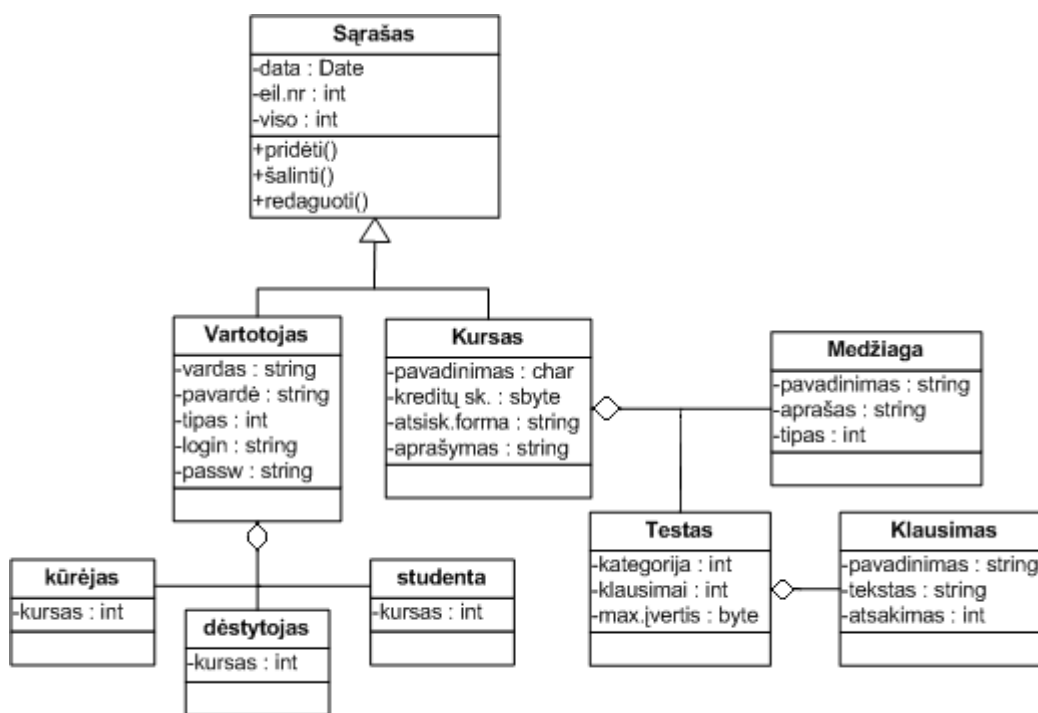 Sąrašas
-data : Date
-eil.nr : int
-viso : int
+pridėti()
+šalinti()
+redaguoti()
Vartotojas
-vardas : string
-pavardė : string
-tipas : int
-login : string
-passw : string
Kursas
-pavadinimas : char
-kreditų sk. : sbyte
-atsisk.forma : string
-aprašymas : string
Medžiaga
-pavadinimas : string
-aprašas : string
-tipas : int
kūrėjas
-kursas : int
dėstytojas
-kursas : int
studenta
-kursas : int
Testas
-kategorija : int
-klausimai : int
-max.įvertis : byte
Klausimas
-pavadinimas : string
-tekstas : string
-atsakimas : int